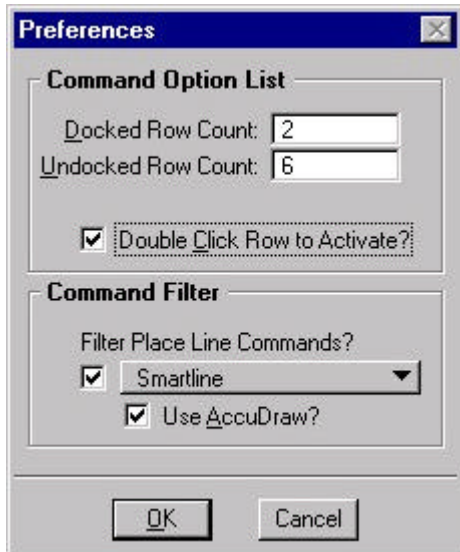 Preferences
Command Option List
Docked Row Count: 2
Undocked Row Count: 6
Double Click Row to Activate?
Command Filter
Filter Place Line Commands?
Smartline
Use AccuDraw?
OK Cancel